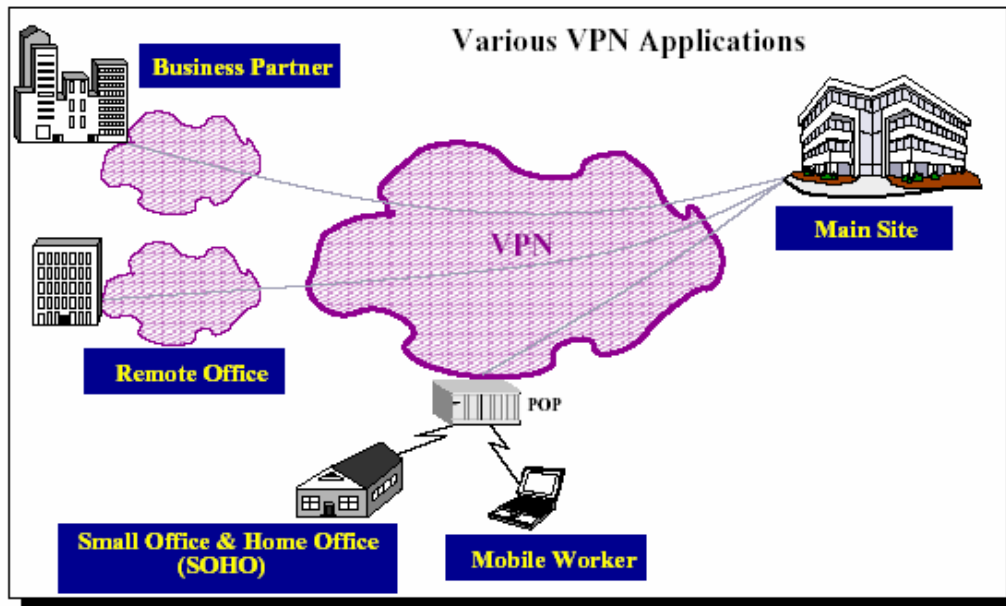 Various VPN Applications
Business Partner
VPN
Main Site
Remote Office
POP
Small Office & Home Office
(SOHO)
Mobile Worker